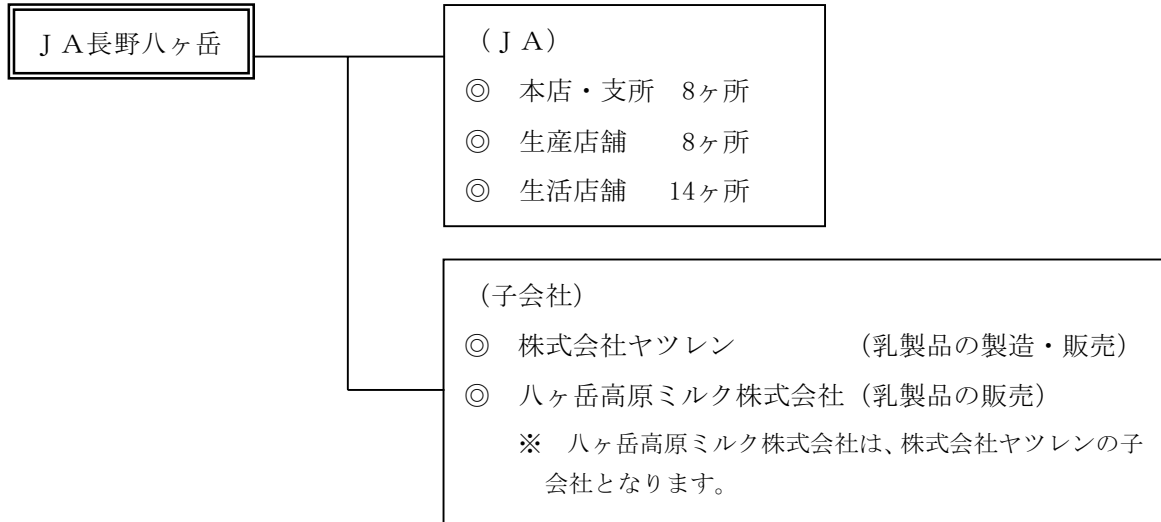 ＪＡ長野八ヶ岳
（ＪＡ）
◎　本店・支所　8ヶ所
◎　生産店舗　　8ヶ所
◎　生活店舗　 14ヶ所
（子会社）
◎　株式会社ヤツレン　　　　（乳製品の製造・販売）
◎　八ヶ岳高原ミルク株式会社（乳製品の販売）
※　八ヶ岳高原ミルク株式会社は、株式会社ヤツレンの子
会社となります。